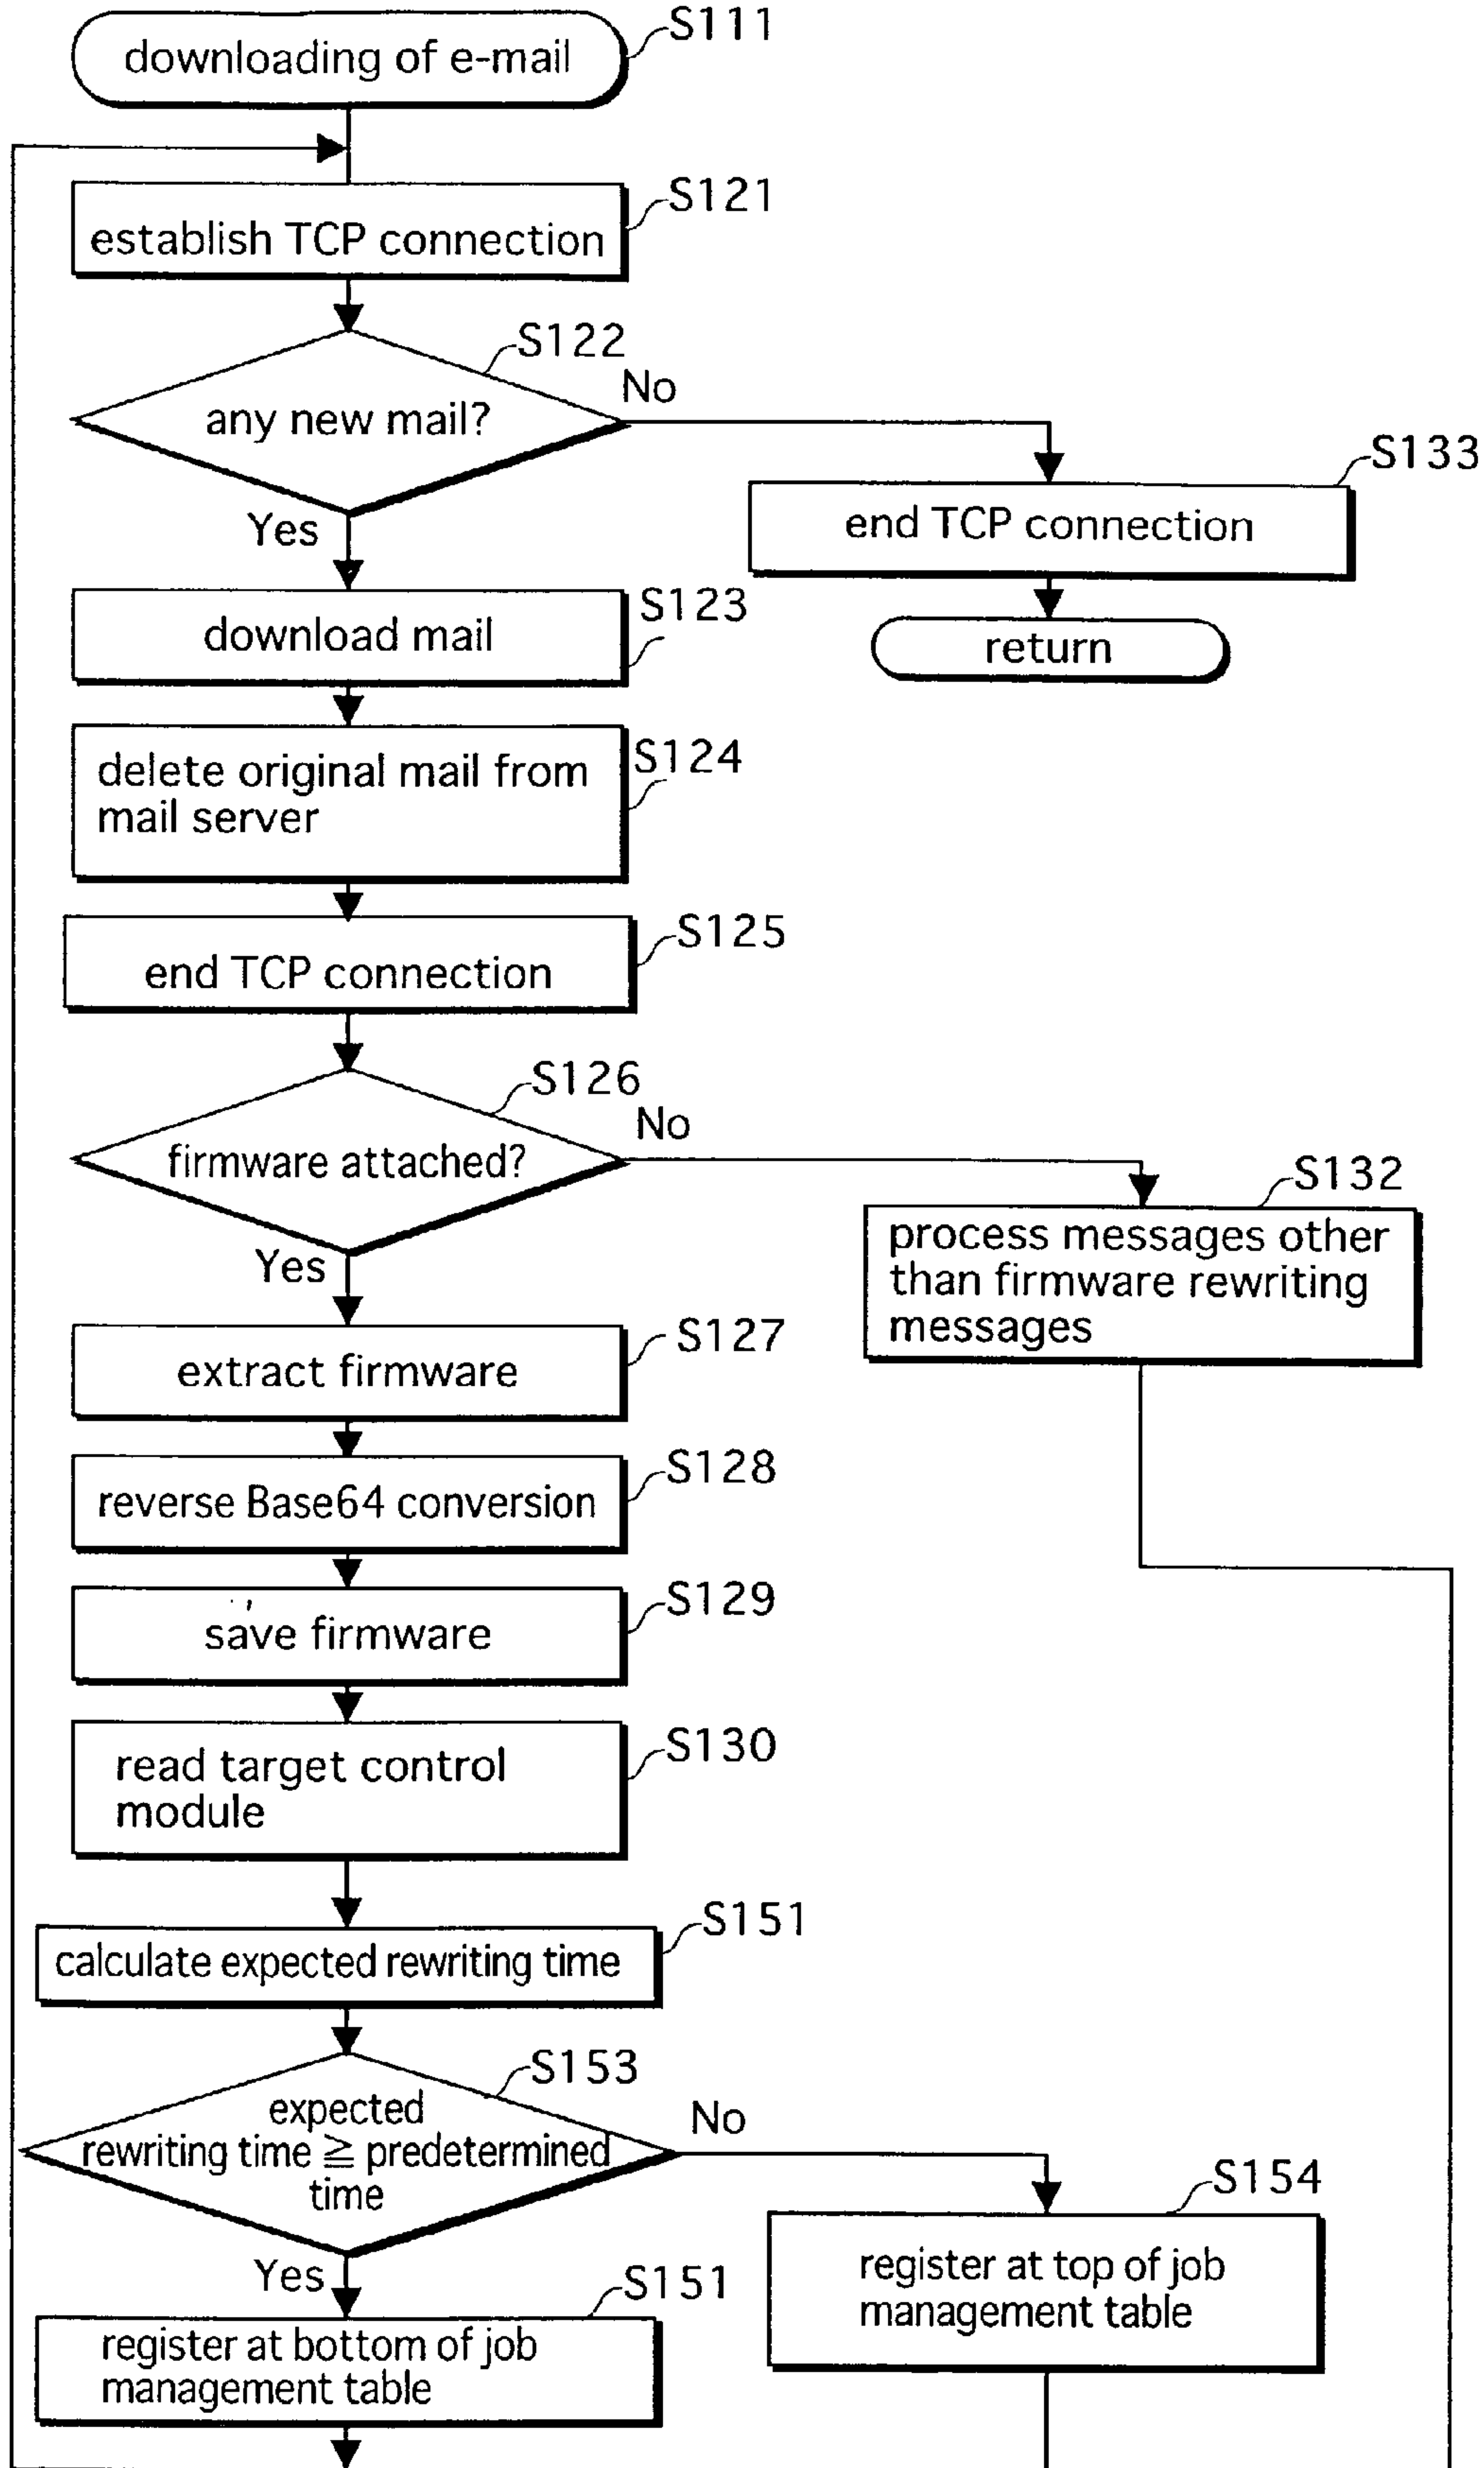 downloading of e-mail
S111
establish TCP connection
S121
any new mail?
S122
No
Yes
end TCP connection
S133
return
download mail
S123
delete original mail from
mail server
S124
end TCP connection
S125
firmware attached?
S126
No
Yes
process messages other
than firmware rewriting
messages
S132
extract firmware
S127
reverse Base64 conversion
S128
save firmware
S129
read target control
module
S130
calculate expected rewriting time
S151
expected
rewriting time ≧ predetermined
time
S153
No
Yes
register at top of job
management table
S154
register at bottom of job
management table
S151